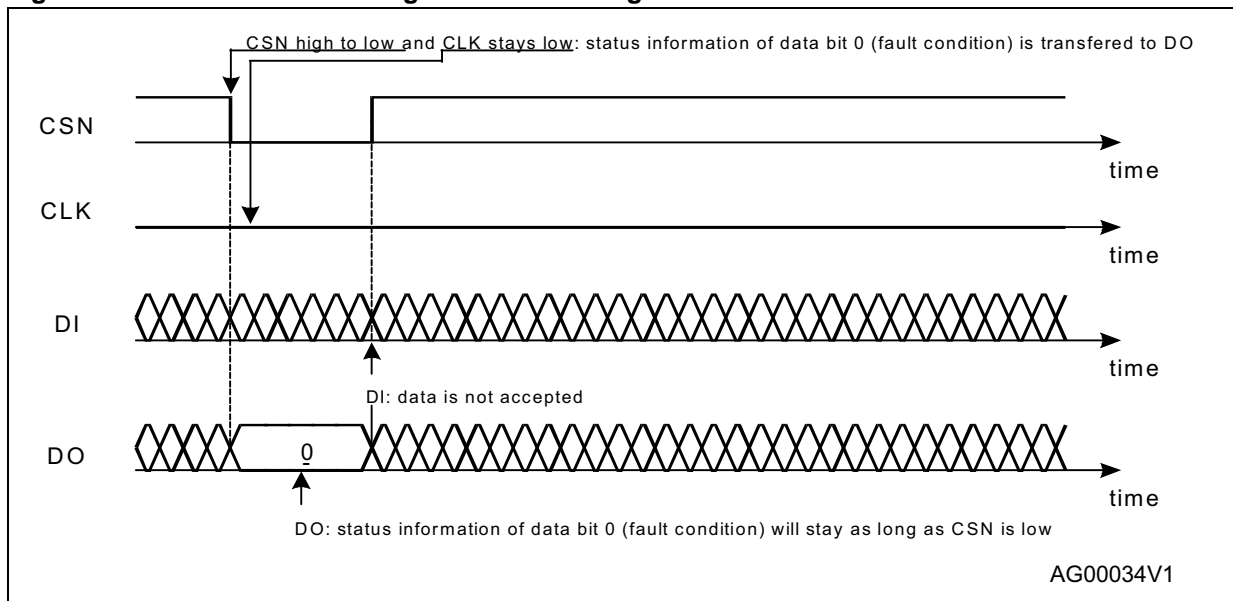 CSN high to low and CLK stays low: status information of data bit 0 (fault condition) is transfered to DO
CSN
time
CLK
time
DI
time
DI: data is not accepted
0
DO
time
DO: status information of data bit 0 (fault condition) will stay as long as CSN is low
AG00034V1